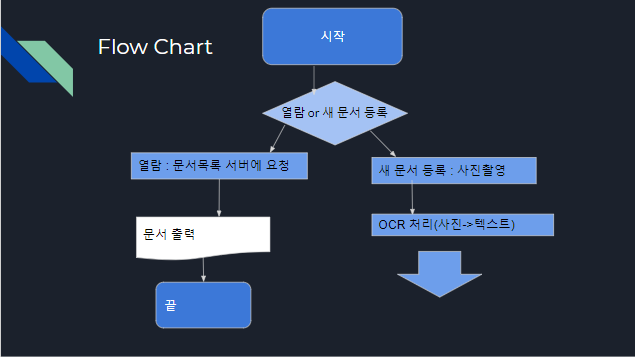 Flow Chart
시작
열람 or 새 문서 등록
열람 : 문서목록 서버에 요청
새 문서 등록 : 사진촬영
문서 출력
OCR 처리(사진->텍스트)
끝